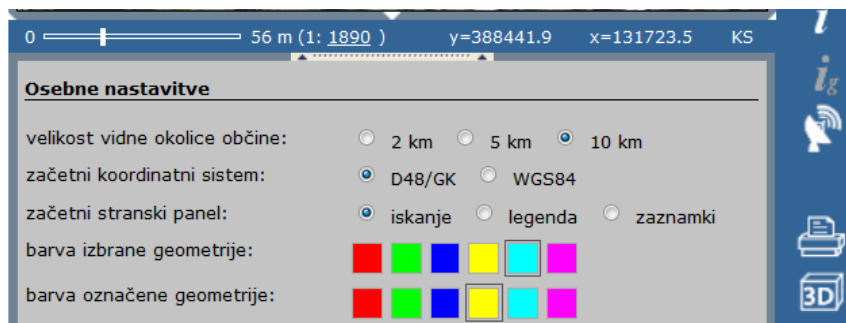 0 56 m (1: 1890 ) y=388441.9 x=131723.5 KS
i
ig
Osebne nastavitve
velikost vidne okolice občine: 2 km 5 km 10 km
začetni koordinatni sistem: D48/GK WGS84
začetni stranski panel: iskanje legenda zaznamki
barva izbrane geometrije:
barva označene geometrije:
3D